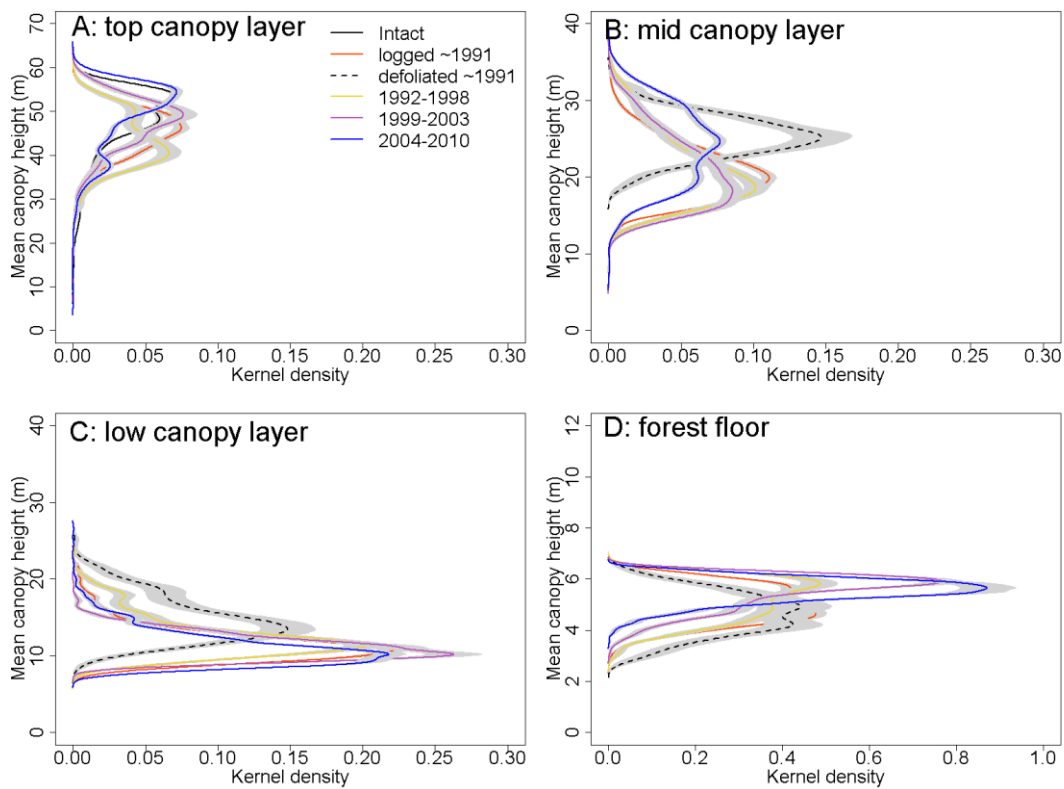 A: top canopy layer
Intact
logged ~1991
defoliated ~1991
1992-1998
1999-2003
2004-2010
Mean canopy height (m)
70
60
50
40
30
20
10
0
0.00 0.05 0.10 0.15 0.20 0.25 0.30
Kernel density
B: mid canopy layer
Mean canopy height (m)
40
30
20
10
0
0.00 0.05 0.10 0.15 0.20 0.25 0.30
Kernel density
C: low canopy layer
Mean canopy height (m)
40
30
20
10
0
0.00 0.05 0.10 0.15 0.20 0.25 0.30
Kernel density
D: forest floor
Mean canopy height (m)
12
8
6
4
2
0
0.0 0.2 0.4 0.6 0.8 1.0
Kernel density